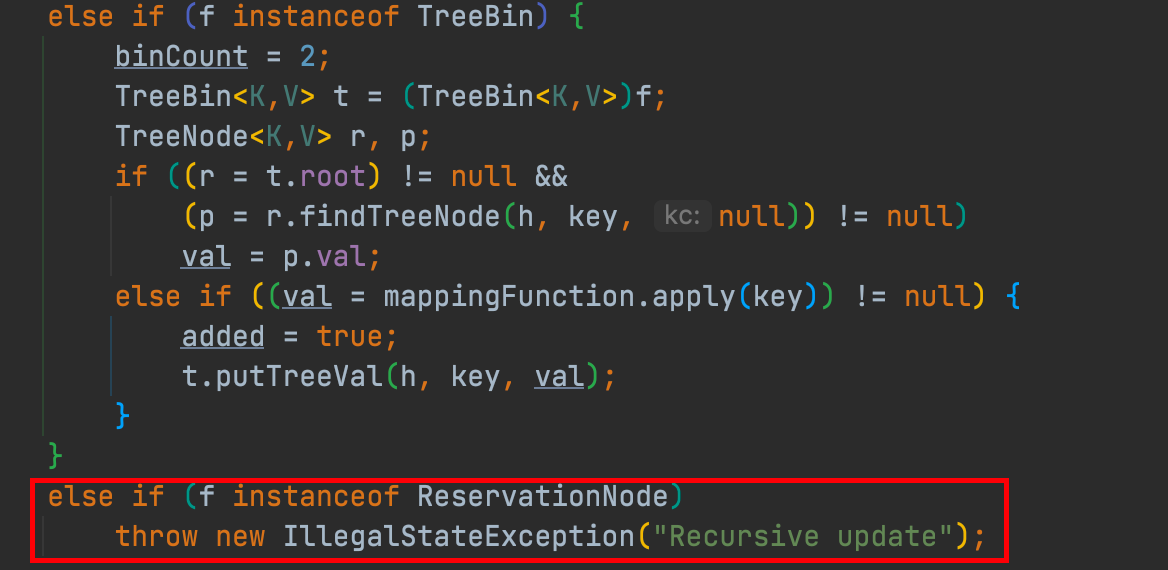 else if (f instanceof TreeBin) {
binCount = 2;
TreeBin<K,V> t = (TreeBin<K,V>)f;
TreeNode<K,V> r, p;
if ((r = t.root) != null &&
(p = r.findTreeNode(h, key, kc: null)) != null)
val = p.val;
else if ((val = mappingFunction.apply(key)) != null) {
added = true;
t.putTreeVal(h, key, val);
}
}
else if (f instanceof ReservationNode)
throw new IllegalStateException("Recursive update");